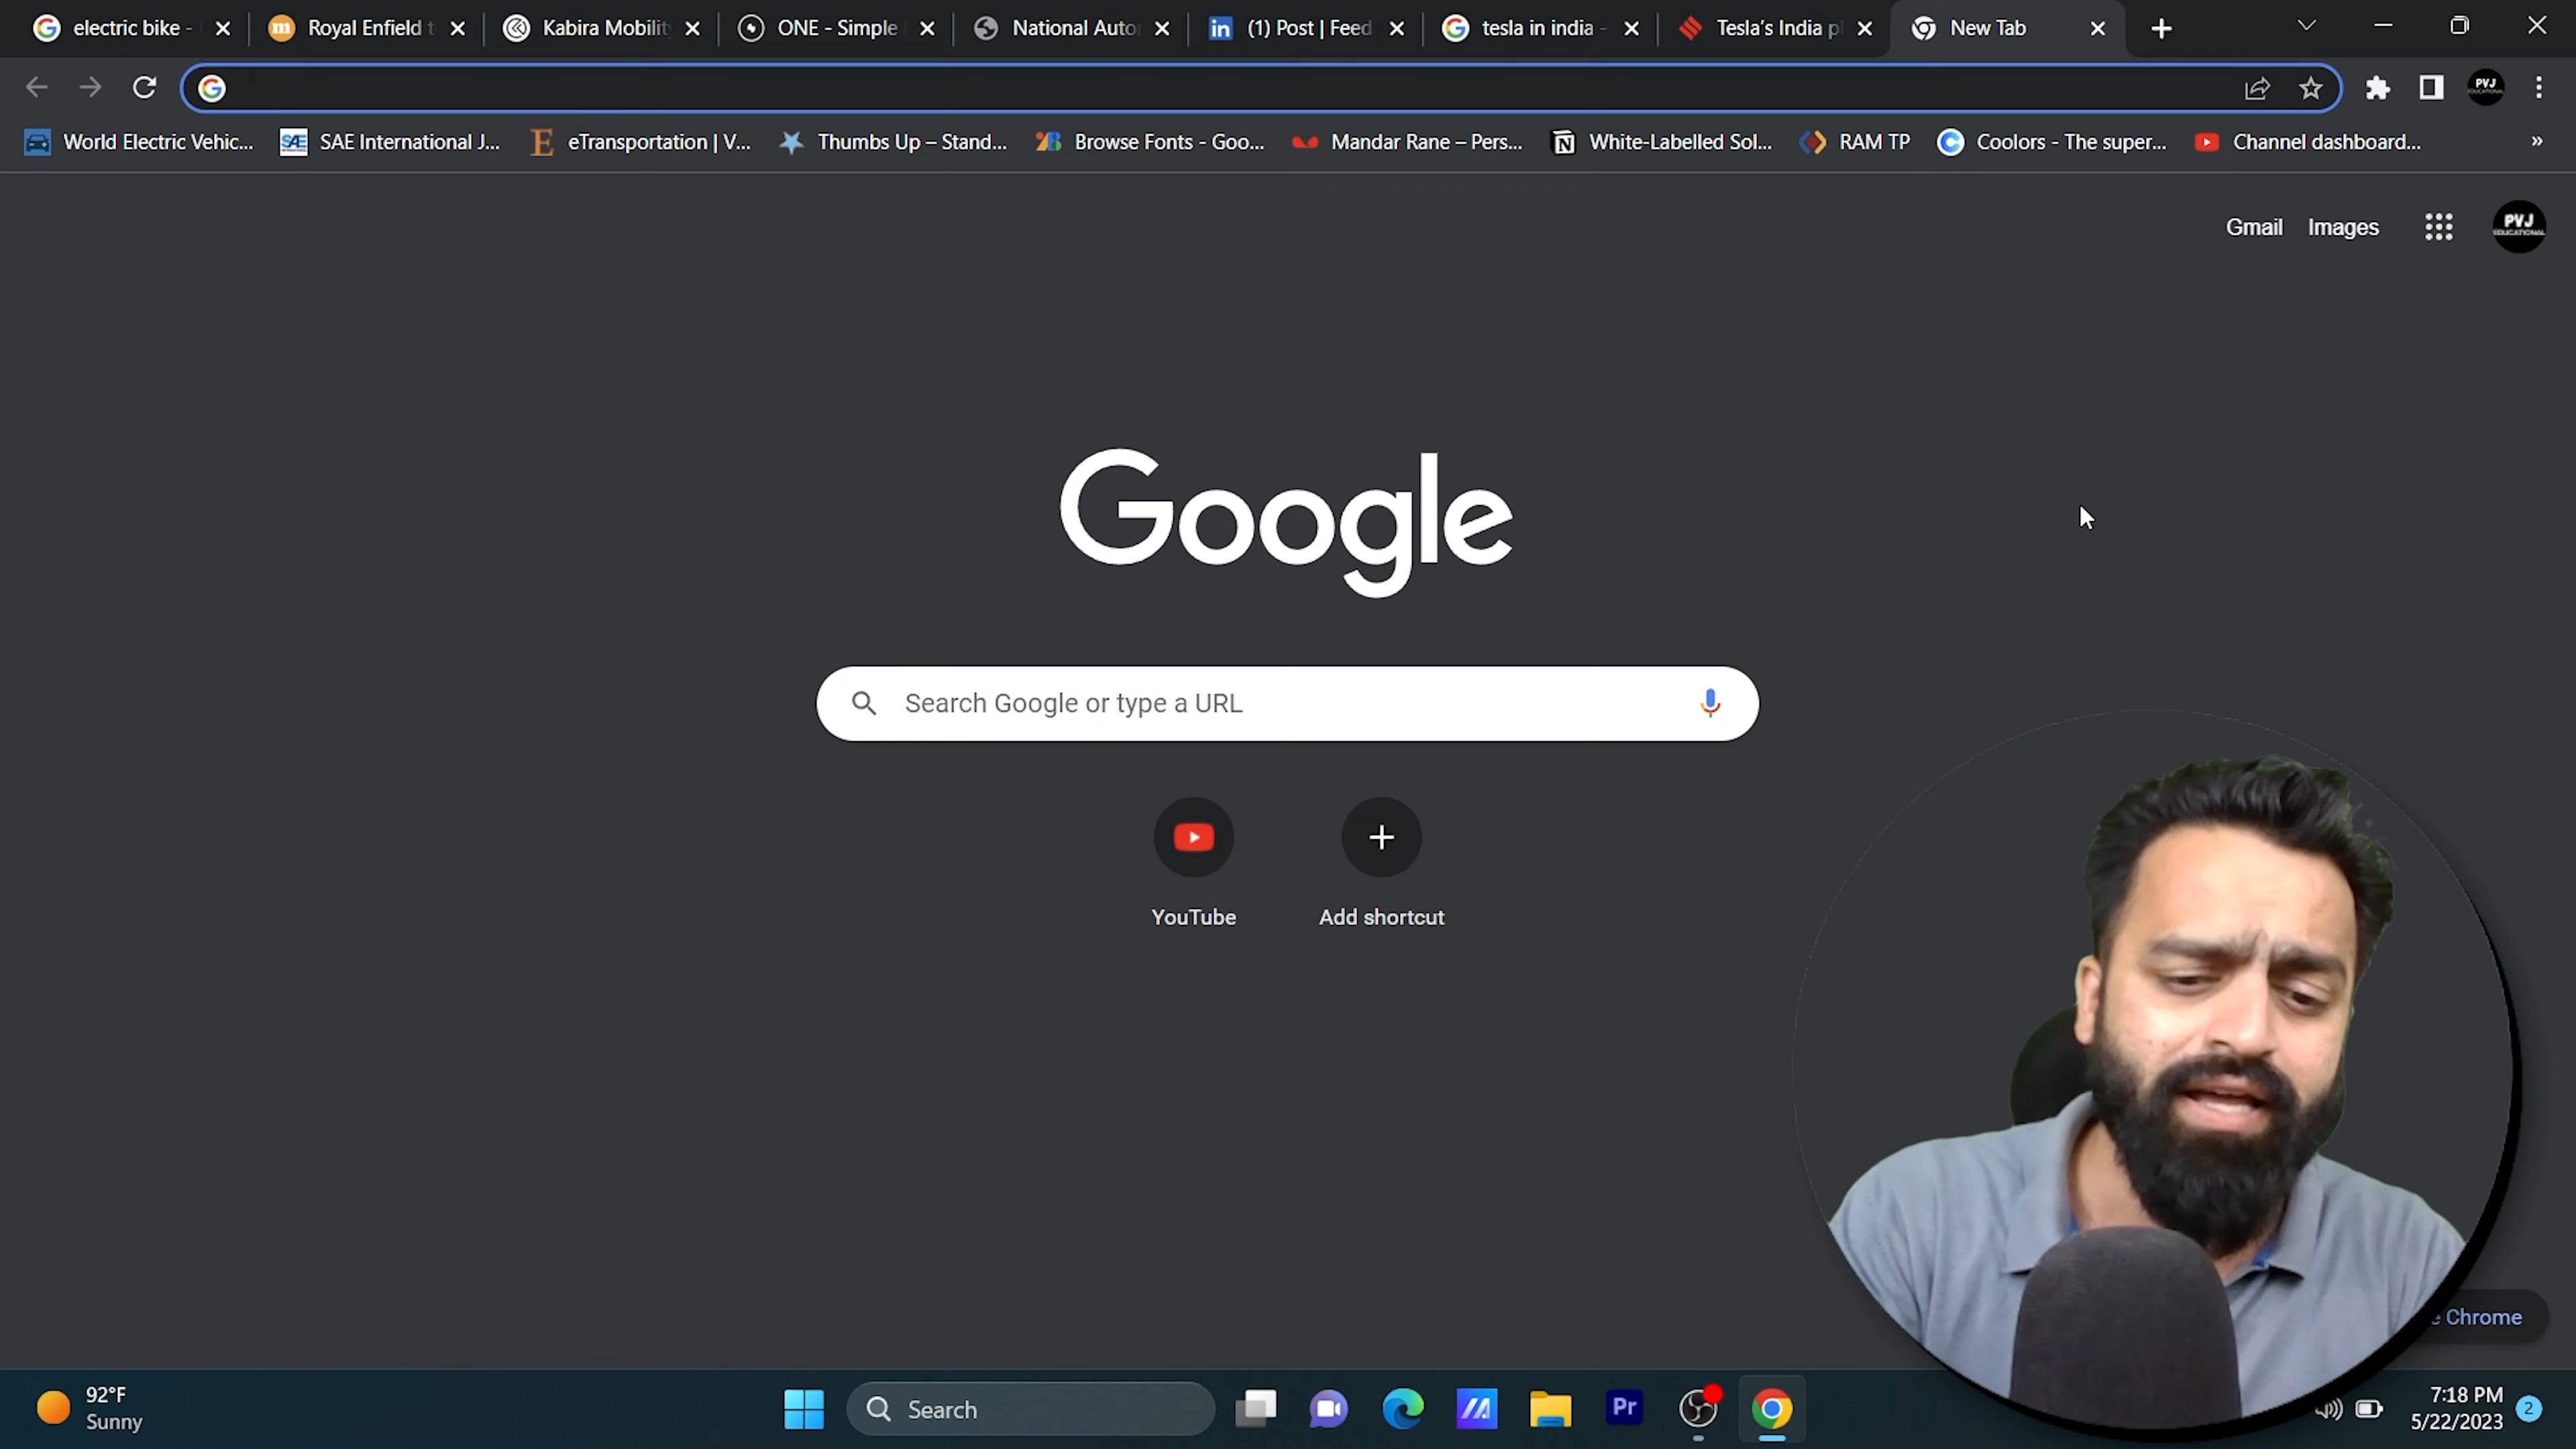 electric bike -
Royal Enfield t
Kabira Mobilit
ONE - Simple
National Auto
(1) Post | Feed
tesla in india -
Tesla's India pl
New Tab
World Electric Vehic...
SAE International J...
eTransportation | V...
Thumbs Up – Stand...
Browse Fonts - Goo...
Mandar Rane – Pers...
White-Labelled Sol...
RAM TP
Coolors - The super...
Channel dashboard...
»
Gmail
Images
PVJ
EDUCATIONAL
Google
Search Google or type a URL
YouTube
Add shortcut
e Chrome
92°F
Sunny
Search
Pr
7:18 PM
5/22/2023
2